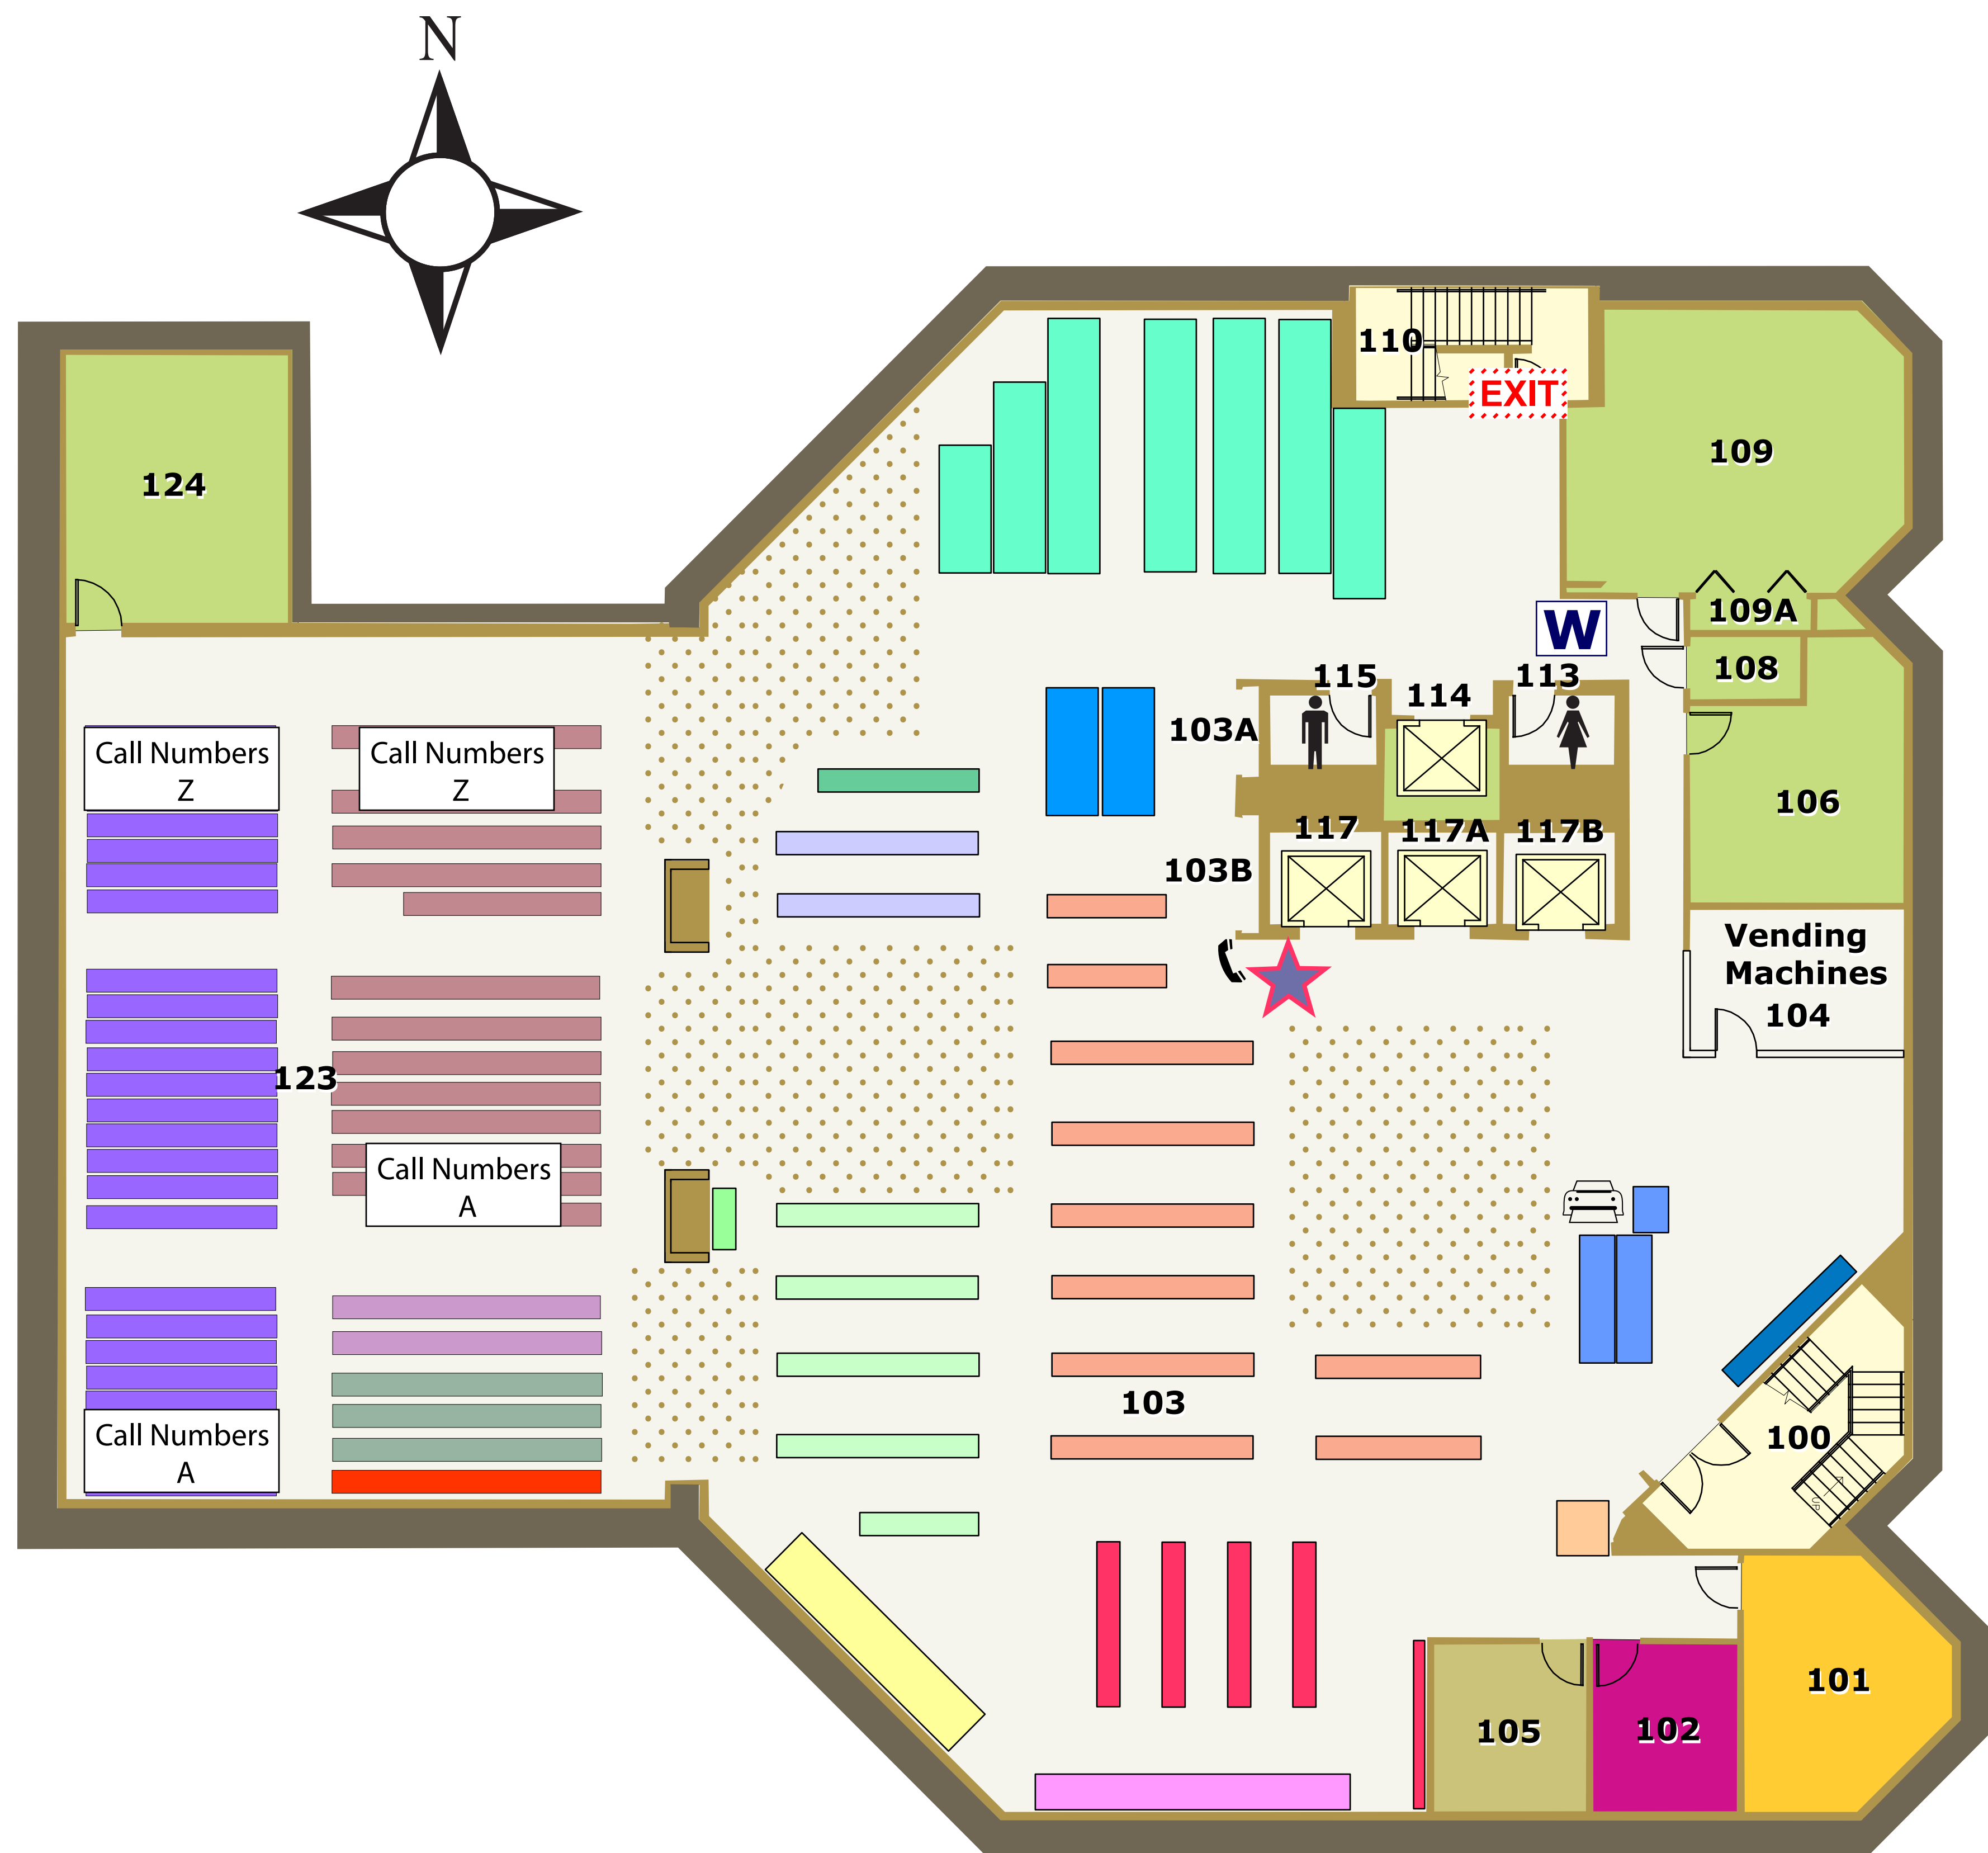 N
110
EXIT
109
124
109A
W
108
115
113
114
103A
Call Numbers
Z
Call Numbers
Z
106
117
117A
117B
103B
Vending
Machines
104
123
Call Numbers
A
103
100
Call Numbers
A
UP
101
105
102